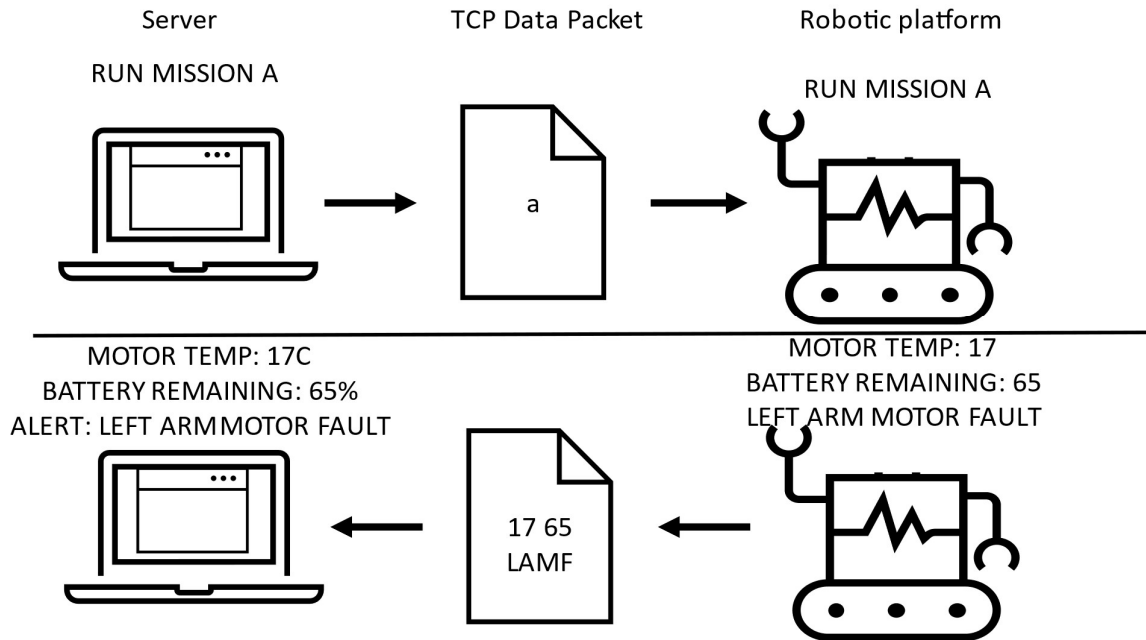 Server
TCP Data Packet
Robotic platform
RUN MISSION A
RUN MISSION A
a
MOTOR TEMP: 17C
BATTERY REMAINING: 65%
ALERT: LEFT ARM MOTOR FAULT
MOTOR TEMP: 17
BATTERY REMAINING: 65
LEFT ARM MOTOR FAULT
17 65
LAMF